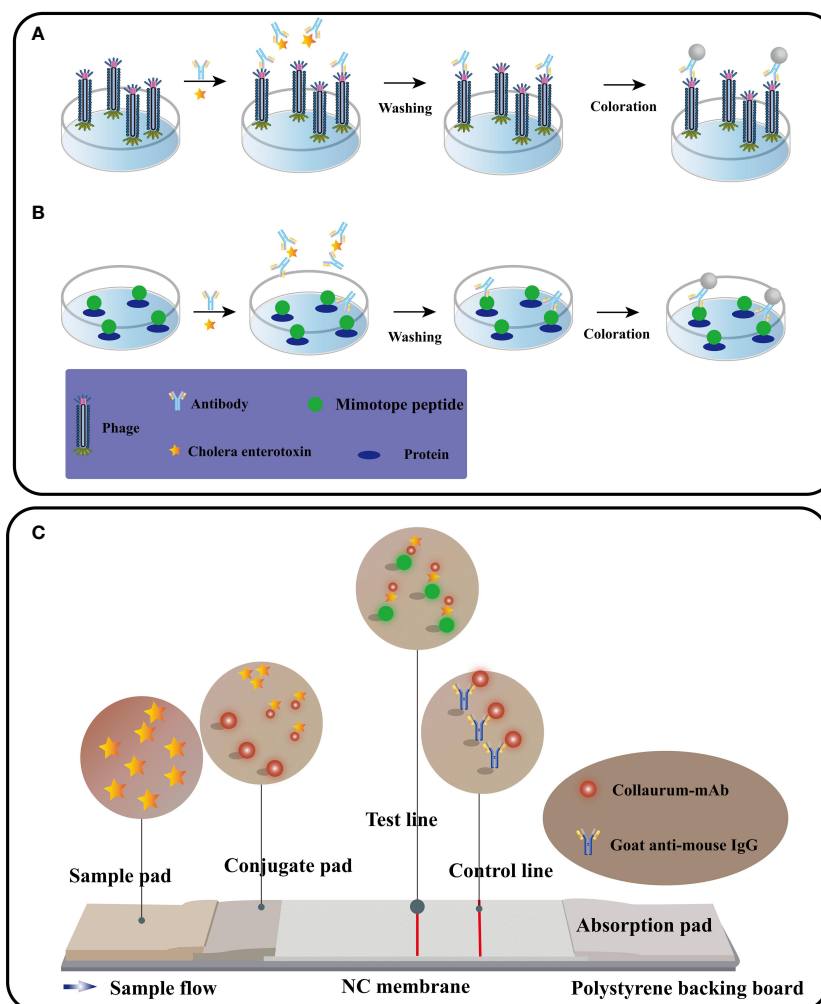 A
Washing
Coloration
B
Washing
Coloration
Phage
Antibody
Mimotope peptide
Cholera enterotoxin
Protein
C
Sample pad
Conjugate pad
Test line
Control line
Collaurum-mAb
Goat anti-mouse IgG
Absorption pad
Sample flow
NC membrane
Polystyrene backing board